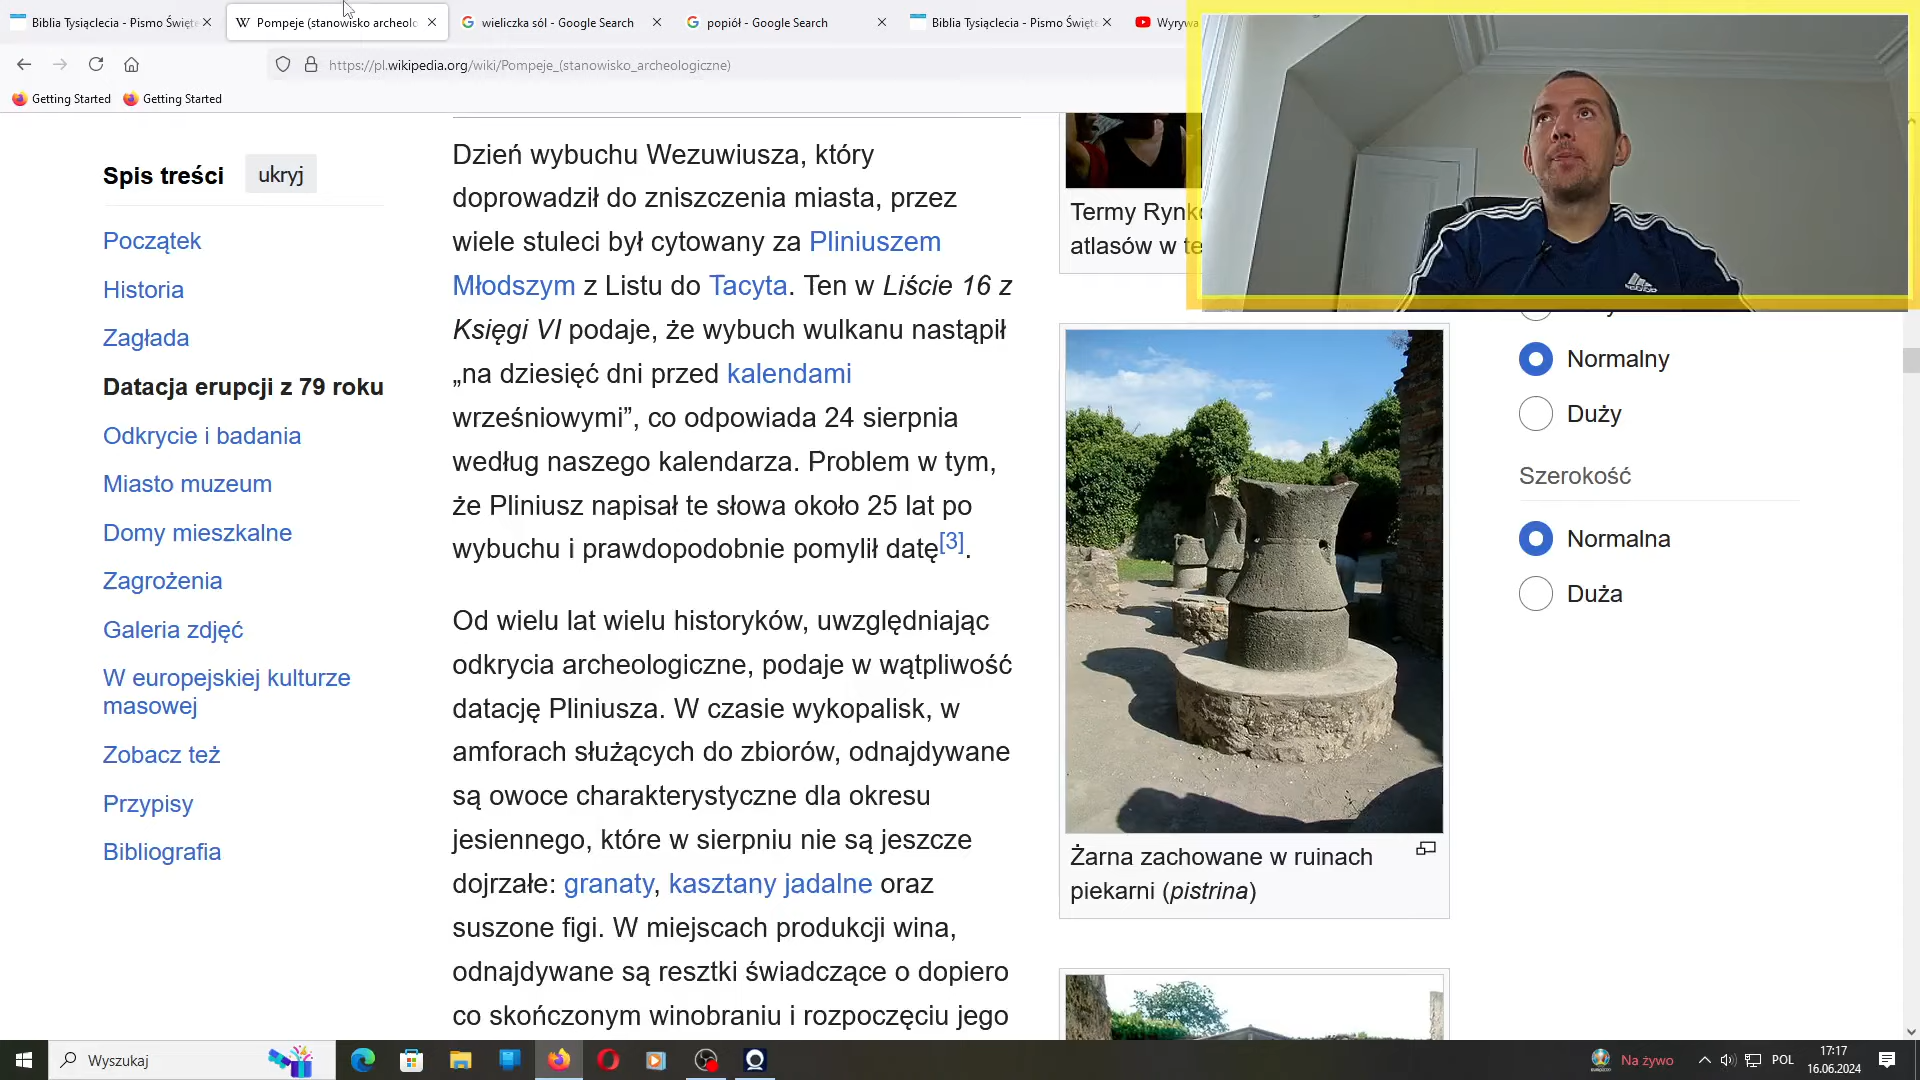 Biblia Tysiąclecia - Pismo Święte
Pompeje (stanowisko archeolo
wieliczka sól - Google Search
popiół - Google Search
Biblia Tysiąclecia - Pismo Święte
Wyrywa
https://pl.wikipedia.org/wiki/Pompeje_(stanowisko_archeologiczne)
Getting Started
Getting Started
Spis treści
ukryj
Początek
Historia
Zagłada
Datacja erupcji z 79 roku
Odkrycie i badania
Miasto muzeum
Domy mieszkalne
Zagrożenia
Galeria zdjęć
W europejskiej kulturze
masowej
Zobacz też
Przypisy
Bibliografia
Dzień wybuchu Wezuwiusza, który
doprowadził do zniszczenia miasta, przez
wiele stuleci był cytowany za Pliniuszem
Młodszym z Listu do Tacyta. Ten w Liście 16 z
Księgi VI podaje, że wybuch wulkanu nastąpił
„na dziesięć dni przed kalendami
wrześniowymi”, co odpowiada 24 sierpnia
według naszego kalendarza. Problem w tym,
że Pliniusz napisał te słowa około 25 lat po
wybuchu i prawdopodobnie pomylił datę[3].
Od wielu lat wielu historyków, uwzględniając
odkrycia archeologiczne, podaje w wątpliwość
datację Pliniusza. W czasie wykopalisk, w
amforach służących do zbiorów, odnajdywane
są owoce charakterystyczne dla okresu
jesiennego, które w sierpniu nie są jeszcze
dojrzałe: granaty, kasztany jadalne oraz
suszone figi. W miejscach produkcji wina,
odnajdywane są resztki świadczące o dopiero
co skończonym winobraniu i rozpoczęciu jego
Termy Rynk
atlasów w te
Żarna zachowane w ruinach
piekarni (pistrina)
Normalny
Duży
Szerokość
Normalna
Duża
adidas
Wyszukaj
Na żywo
POL
17:17
16.06.2024